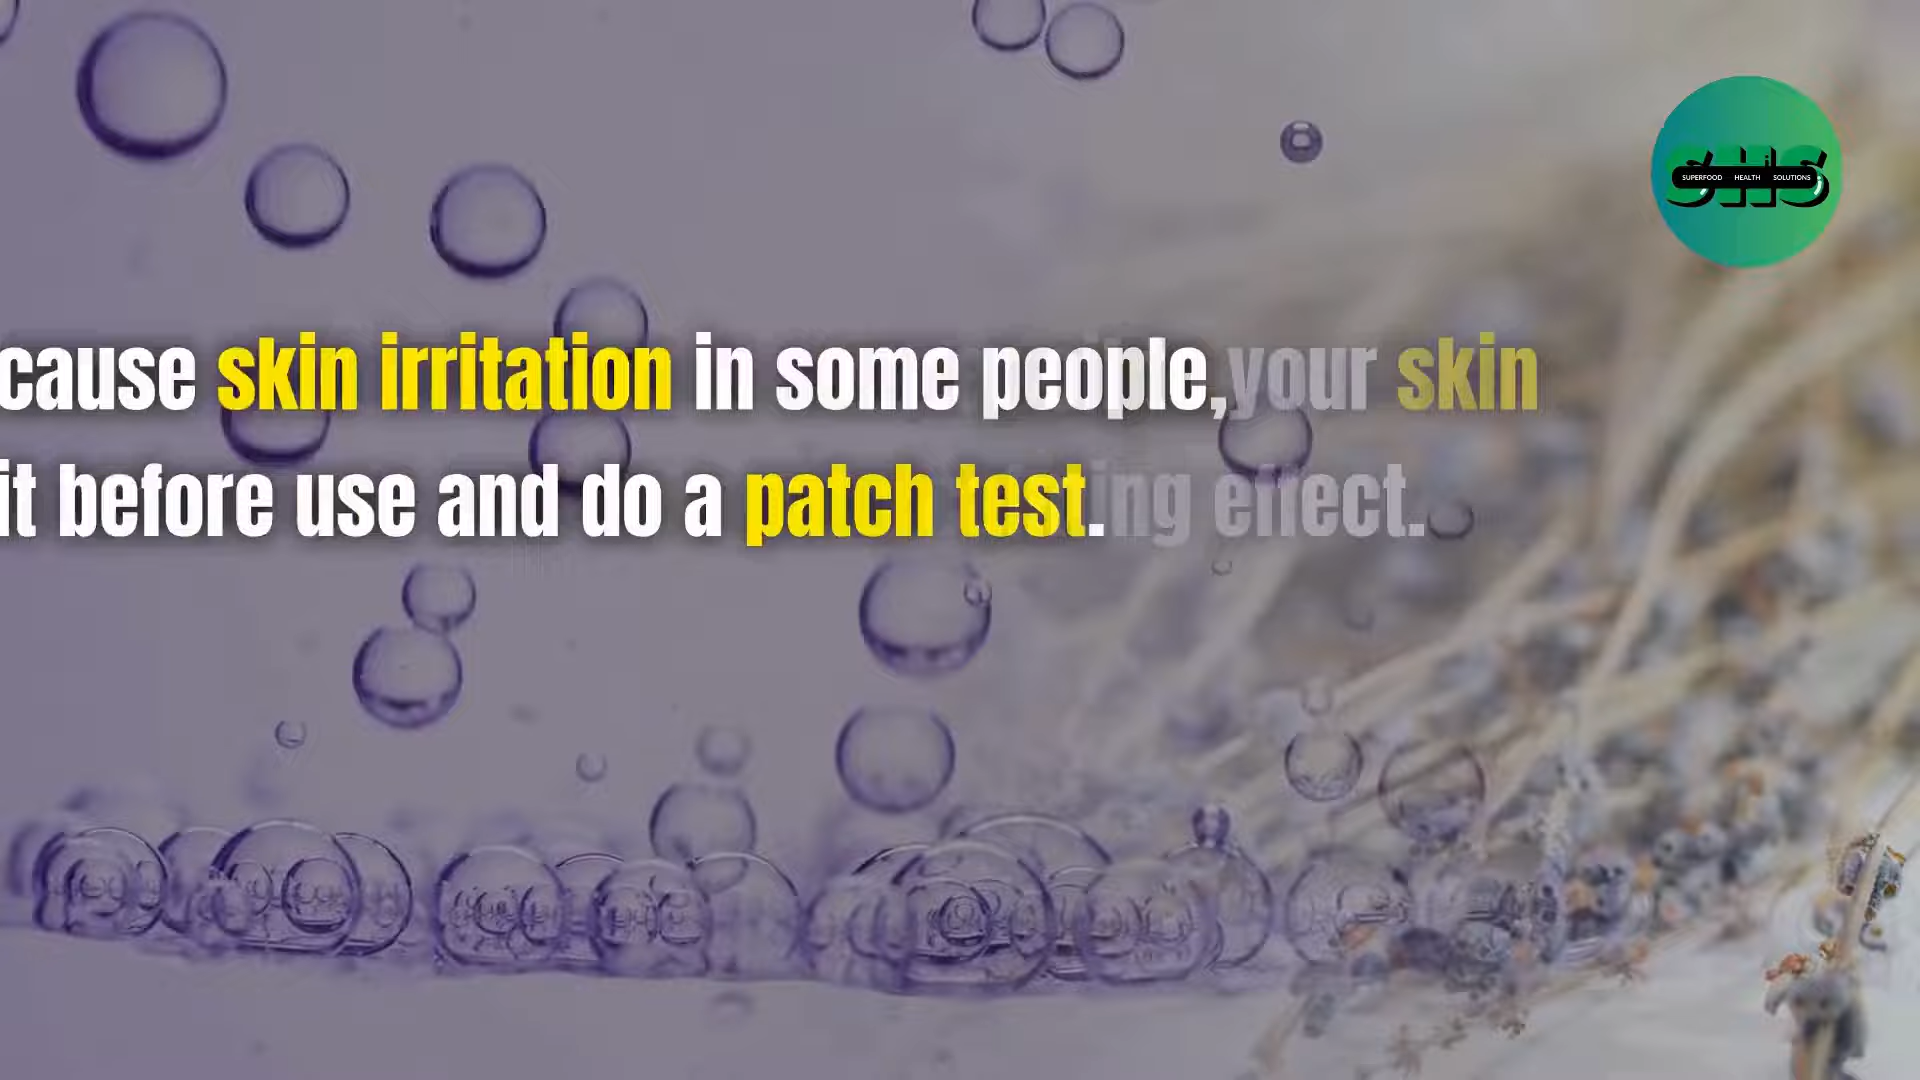 SHS
SUPERFOOD HEALTH SOLUTIONS
cause skin irritation in some people,your skin
it before use and do a patch test.ing effect.